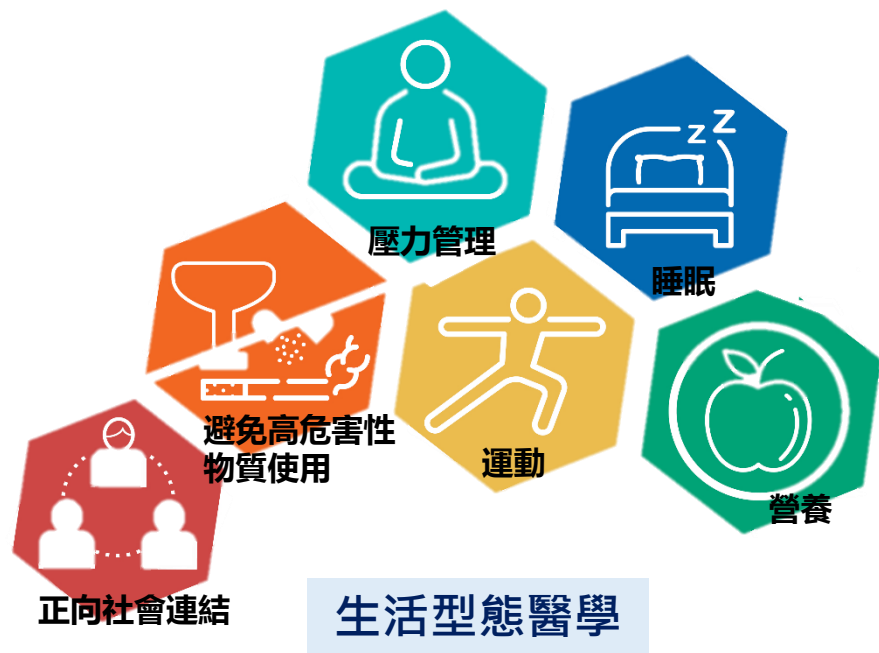 z Z
壓力管理
睡眠
避免高危害性
物質使用
運動
營養
正向社會連結
生活型態醫學